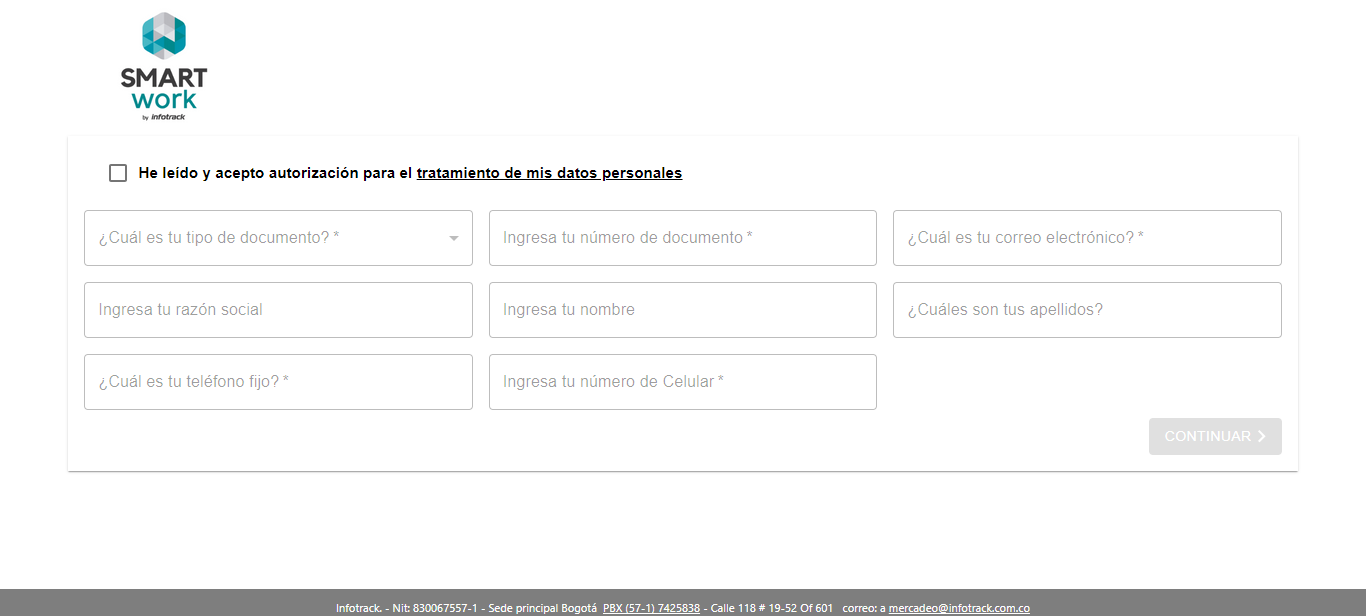 SMART
work
by infotrack
He leído y acepto autorización para el tratamiento de mis datos personales
¿Cuál es tu tipo de documento? *
Ingresa tu número de documento *
¿Cuál es tu correo electrónico? *
Ingresa tu razón social
Ingresa tu nombre
¿Cuáles son tus apellidos?
¿Cuál es tu teléfono fijo? *
Ingresa tu número de Celular *
CONTINUAR
Infotrack. - Nit: 830067557-1 - Sede principal Bogotá PBX (57-1) 7425838 - Calle 118 # 19-52 Of 601 correo: a mercadeo@infotrack.com.co